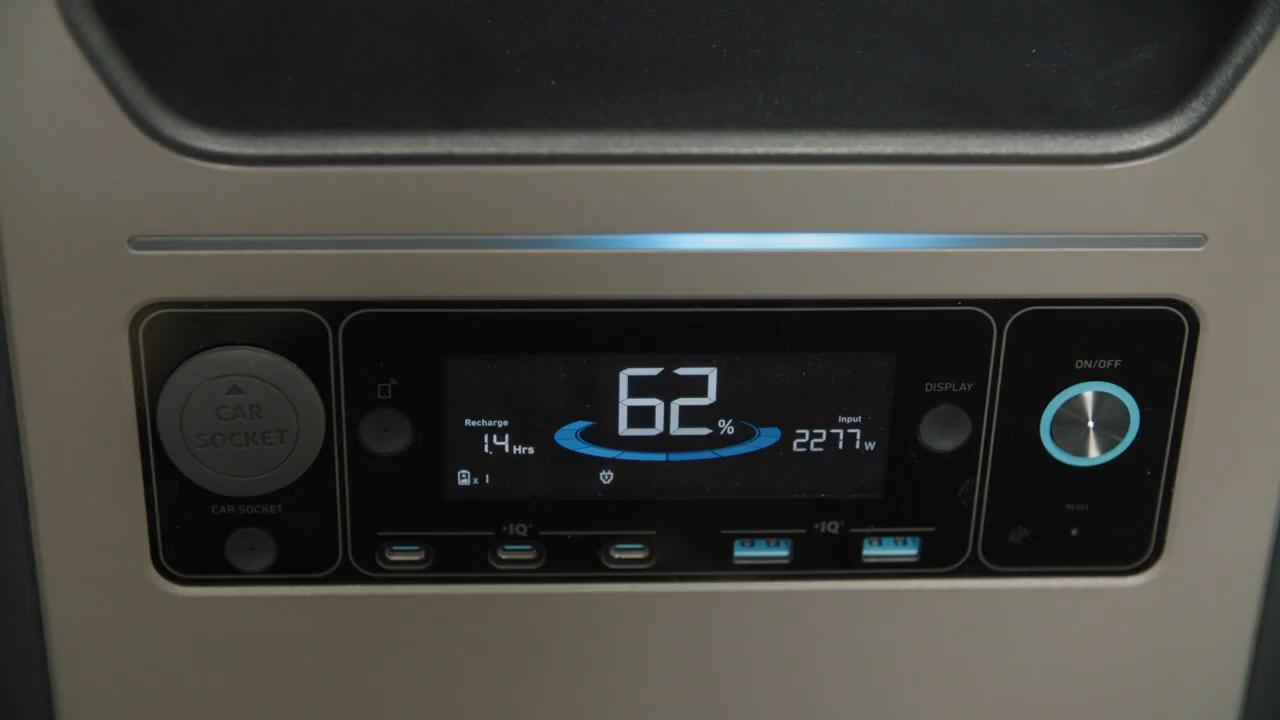 62%
Recharge
1.4 Hrs
Input
2277W
x 1
CAR
SOCKET
CAR SOCKET
DISPLAY
ON/OFF
RESET
IQ
IQ